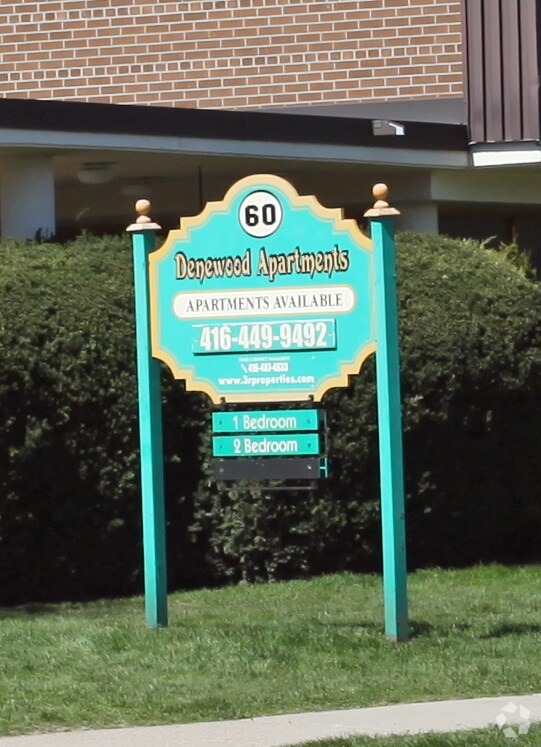 60
Denewood Apartments
APARTMENTS AVAILABLE
416-449-9492
www.3rproperties.com
1 Bedroom
2 Bedroom